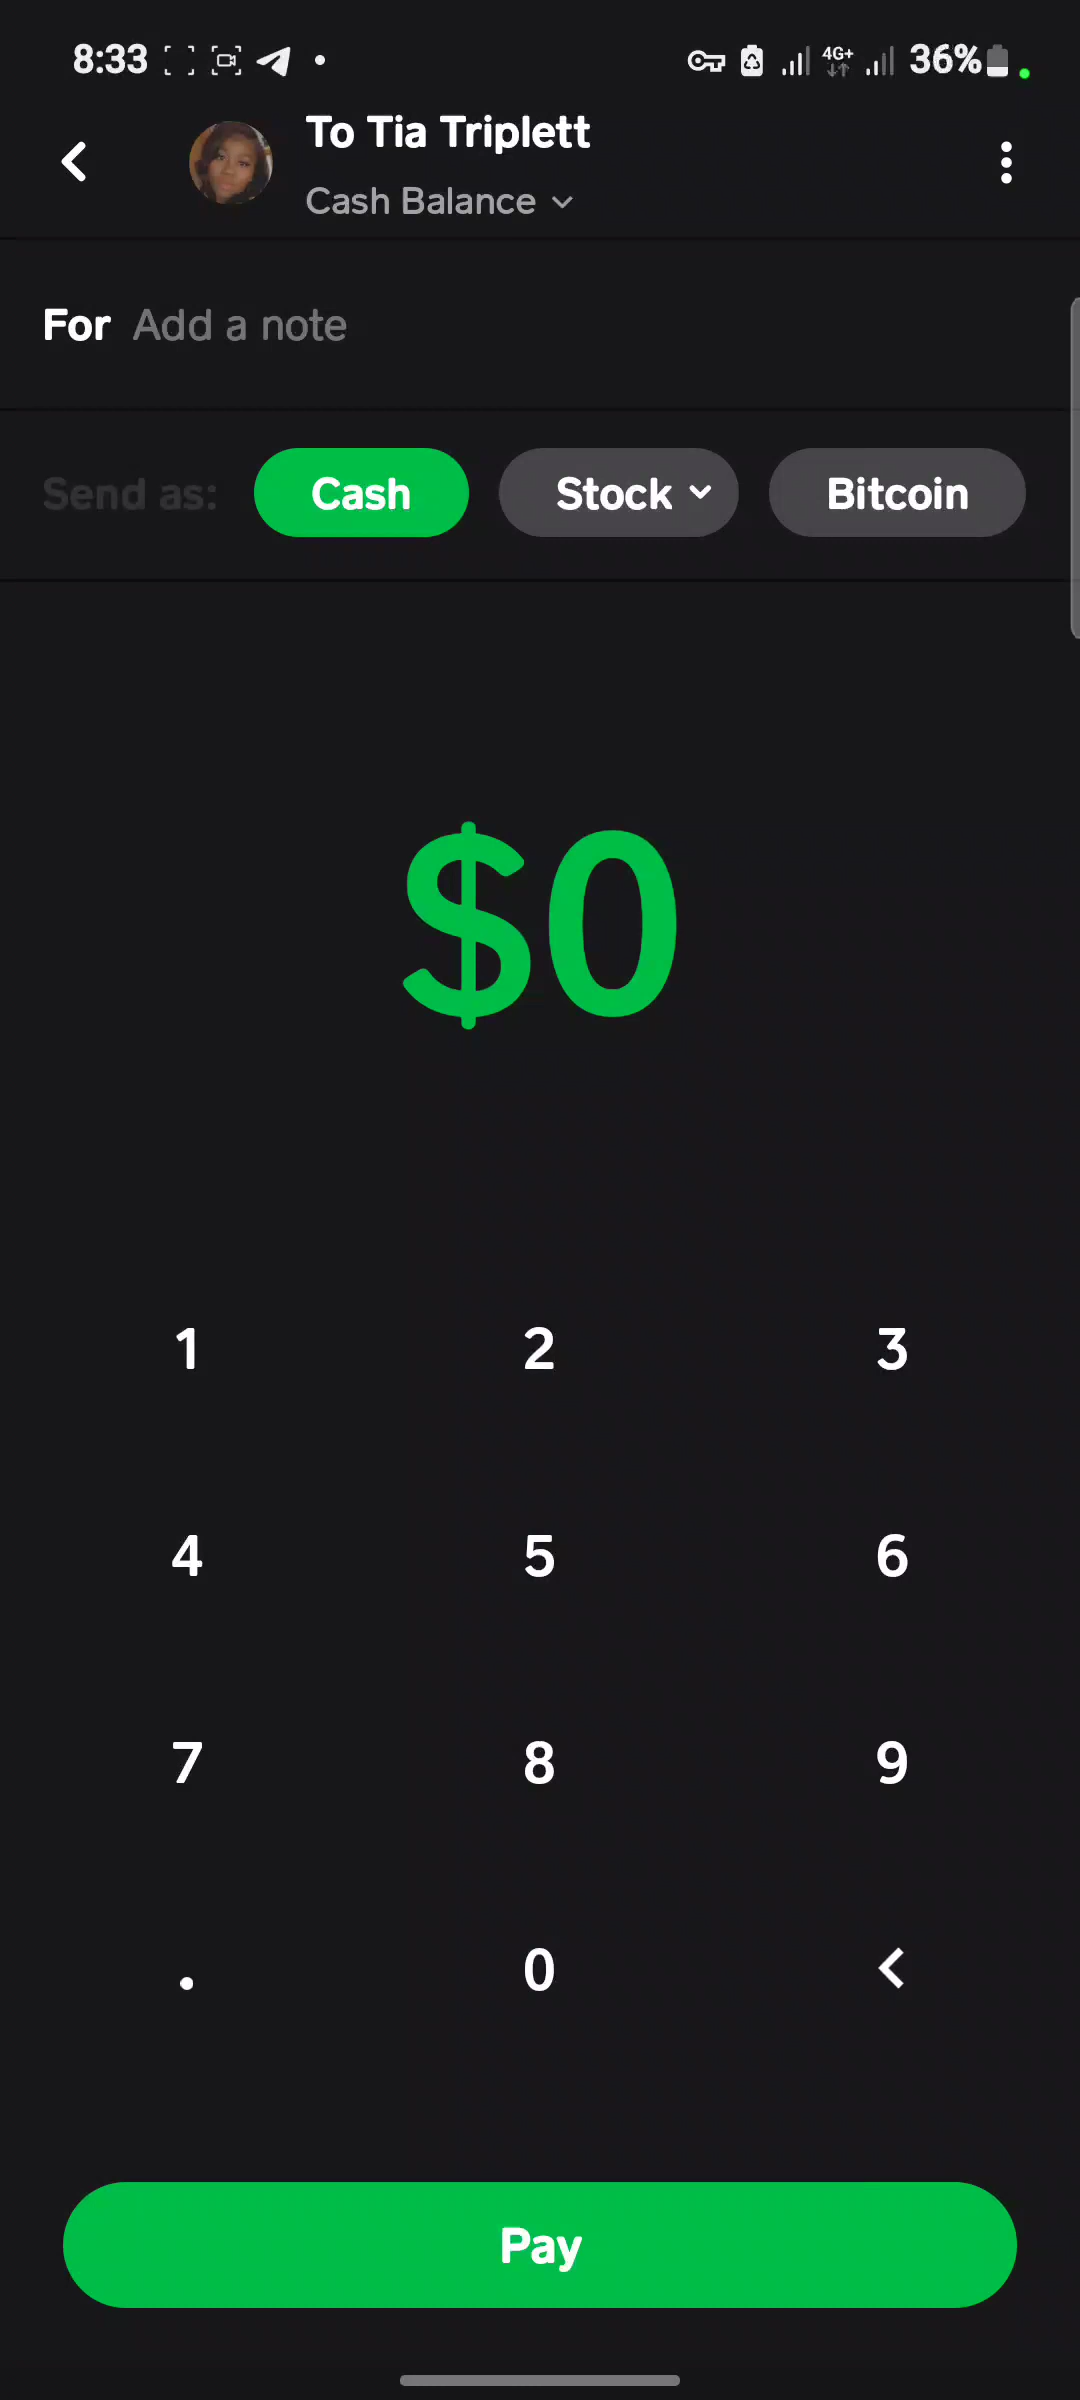 8:33 4G+ 36%
To Tia Triplett
Cash Balance
For Add a note
Send as: Cash Stock Bitcoin
$0
1 2 3
4 5 6
7 8 9
. 0
Pay